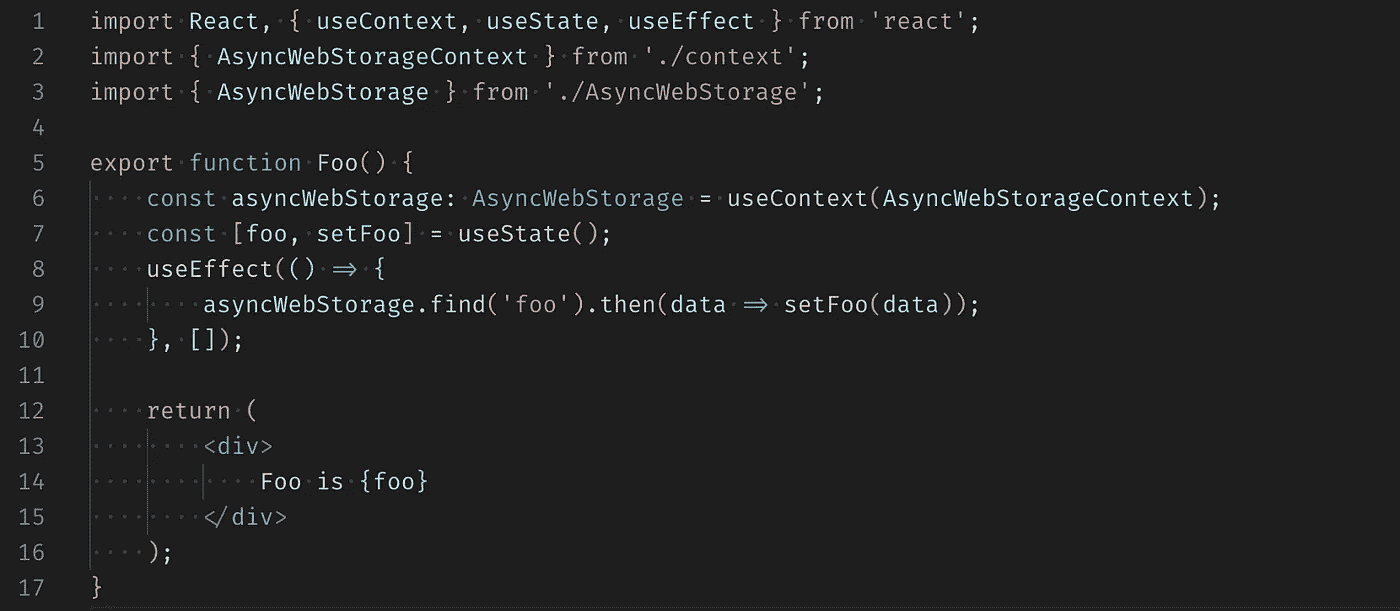 1 import React, { useContext, useState, useEffect } from 'react';
2 import { AsyncWebStorageContext } from './context';
3 import { AsyncWebStorage } from './AsyncWebStorage';
4
5 export function Foo() {
6     const asyncWebStorage: AsyncWebStorage = useContext(AsyncWebStorageContext);
7     const [foo, setFoo] = useState();
8     useEffect(() => {
9         asyncWebStorage.find('foo').then(data => setFoo(data));
10     }, []);
11
12     return (
13         <div>
14             Foo is {foo}
15         </div>
16     );
17 }